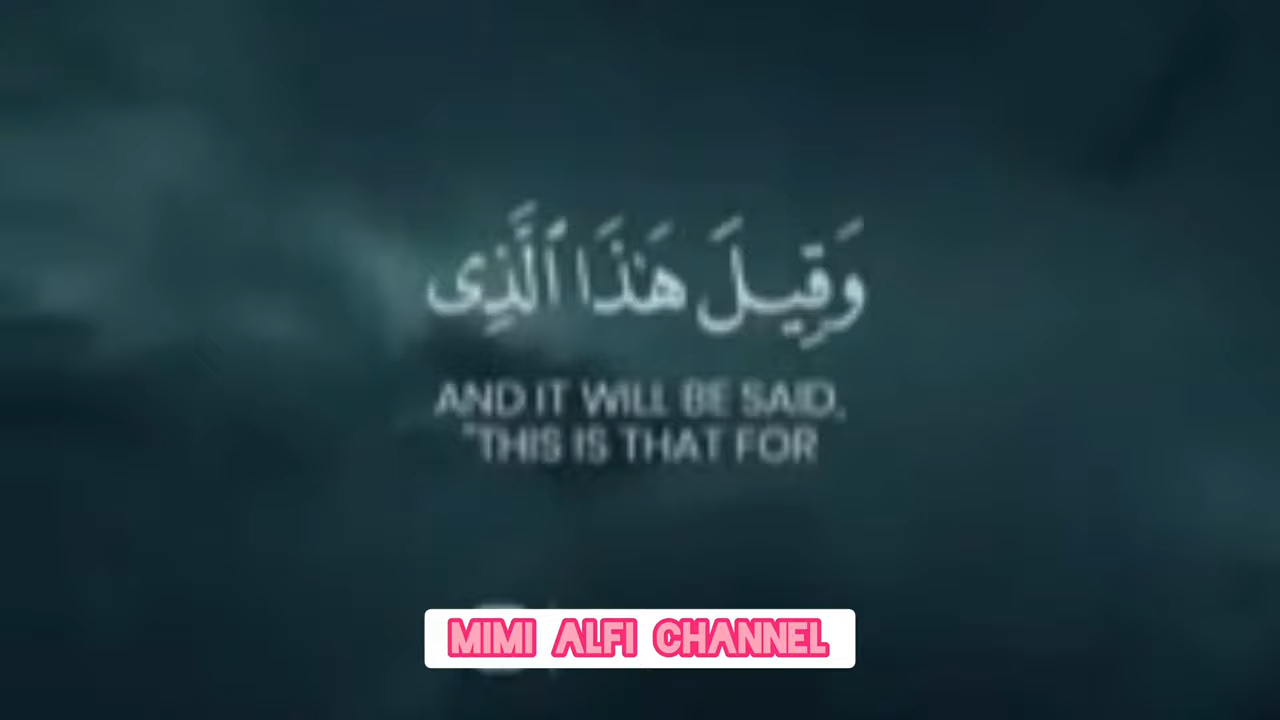 وَقِيلَ هَٰذَا ٱلَّذِى
AND IT WILL BE SAID,
"THIS IS THAT FOR
MIMI ALFI CHANNEL